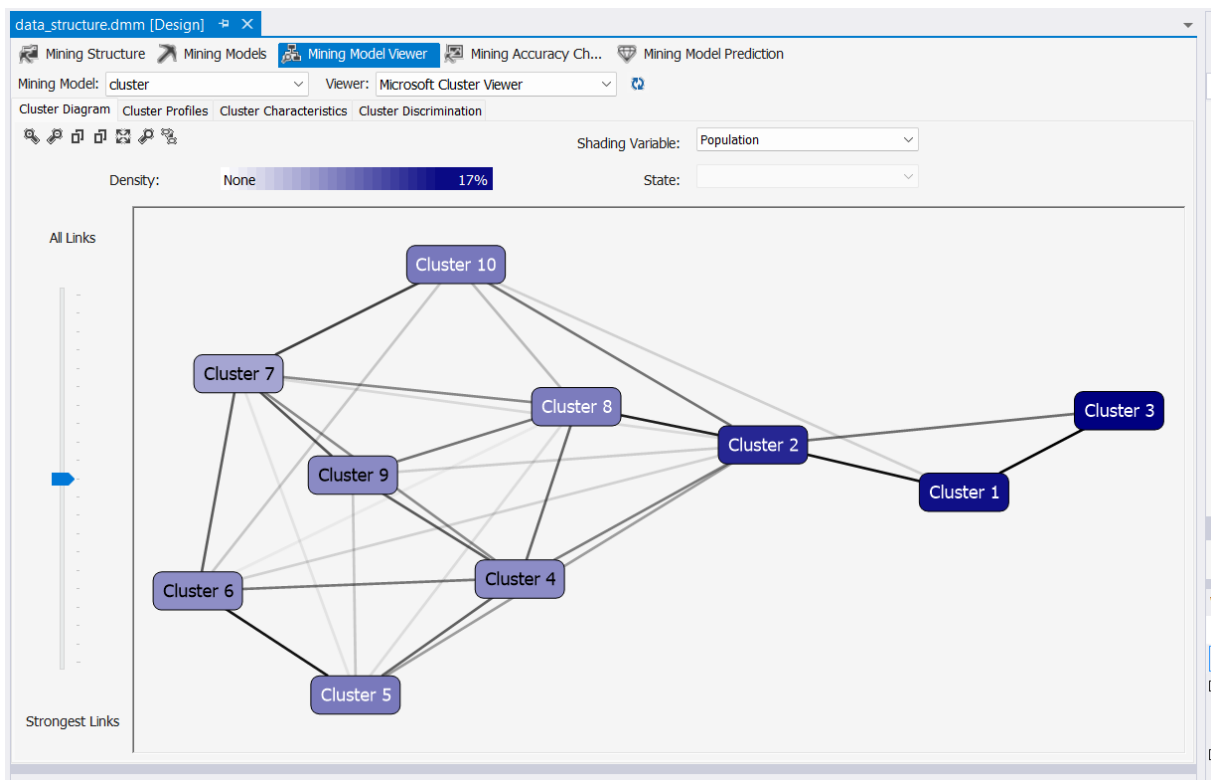 data_structure.dmm [Design]
Mining Structure Mining Models Mining Model Viewer Mining Accuracy Ch... Mining Model Prediction
Mining Model: cluster Viewer: Microsoft Cluster Viewer
Cluster Diagram Cluster Profiles Cluster Characteristics Cluster Discrimination
Shading Variable: Population
Density: None 17% State:
All Links
Cluster 10
Cluster 7
Cluster 8
Cluster 3
Cluster 2
Cluster 9
Cluster 1
Cluster 4
Cluster 6
Cluster 5
Strongest Links